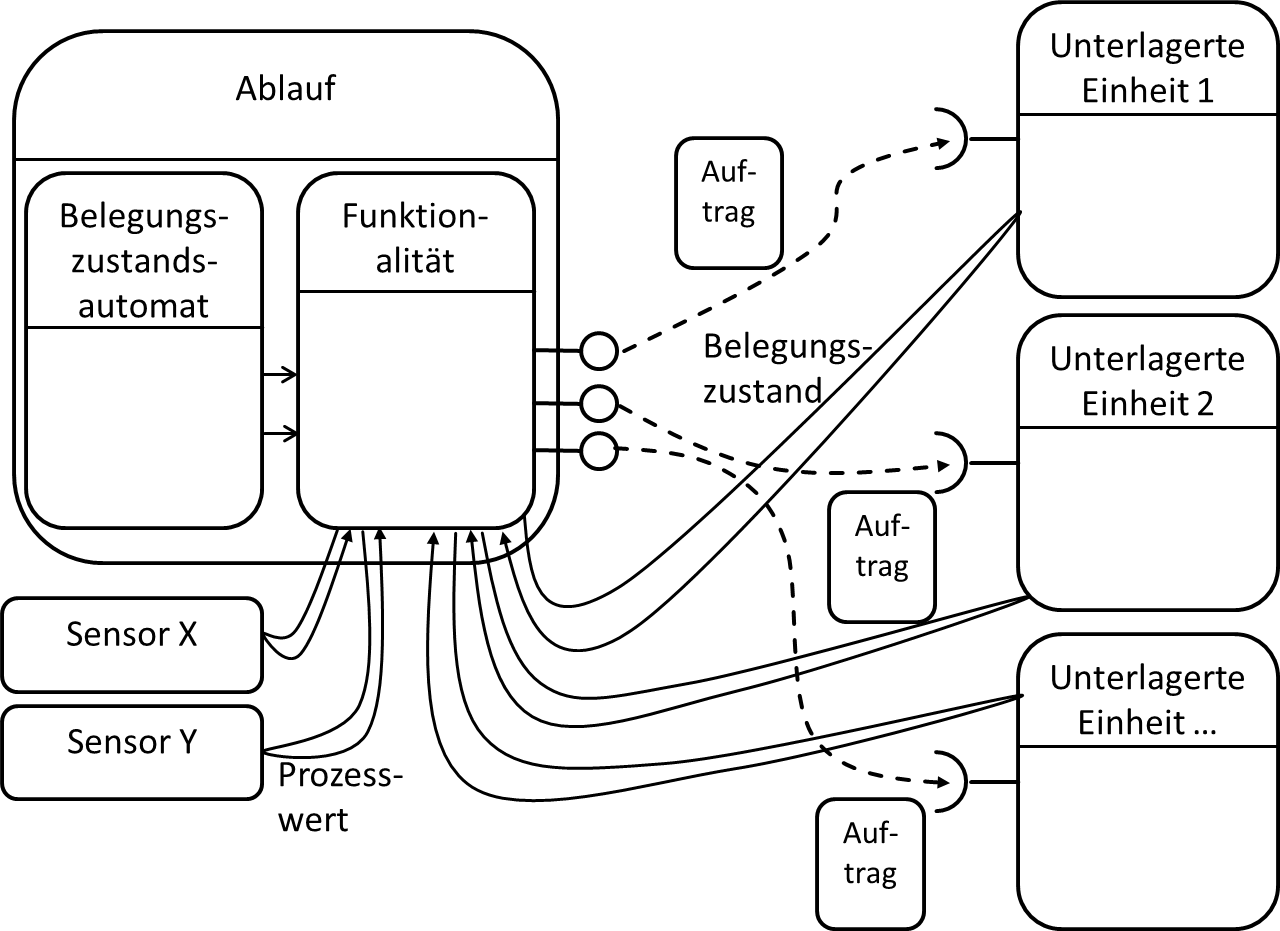 Ablauf
Belegungs-
zustands-
automat
Funktion-
alität
Auf-
trag
Belegungs-
zustand
Unterlagerte
Einheit 1
Unterlagerte
Einheit 2
Auf-
trag
Sensor X
Sensor Y
Prozess-
wert
Unterlagerte
Einheit ...
Auf-
trag